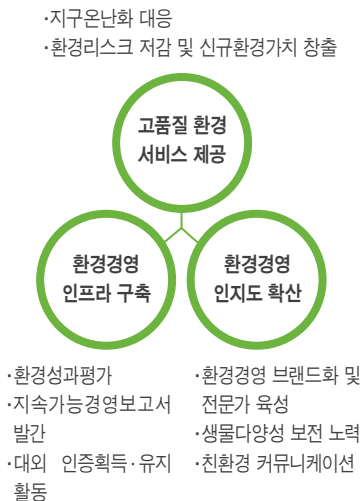 ·지구온난화 대응
·환경리스크 저감 및 신규환경가치 창출
고품질 환경
서비스 제공
환경경영
인프라 구축
환경경영
인지도 확산
·환경성과평가
·지속가능경영보고서
발간
·대외 인증획득·유지
활동
·환경경영 브랜드화 및
전문가 육성
·생물다양성 보전 노력
·친환경 커뮤니케이션